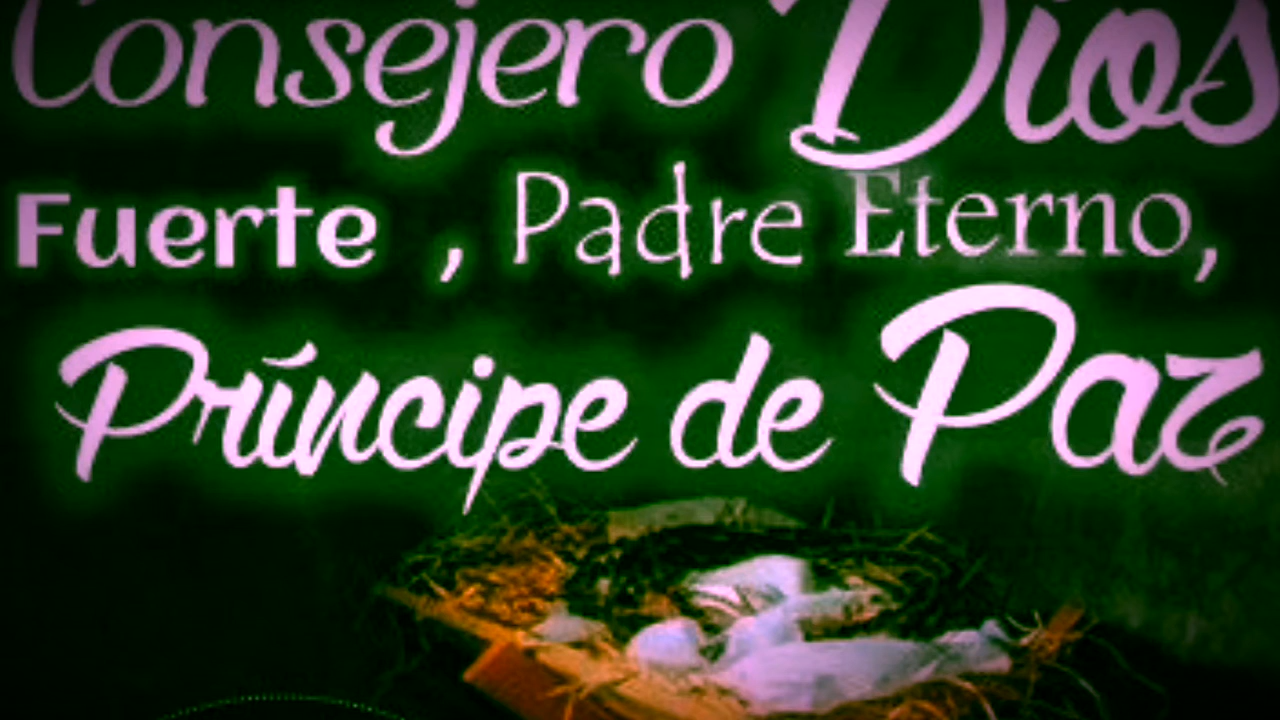 Consejero Dios
Fuerte , Padre Eterno,
Príncipe de Paz